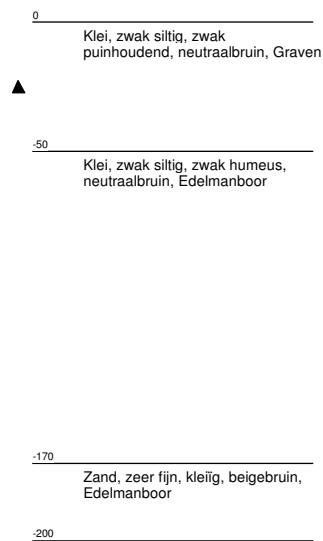 0
Klei, zwak siltig, zwak
puinhoudend, neutraalbruin, Graven
-50
Klei, zwak siltig, zwak humeus,
neutraalbruin, Edelmanboor
-170
Zand, zeer fijn, kleiïg, beigebruin,
Edelmanboor
-200